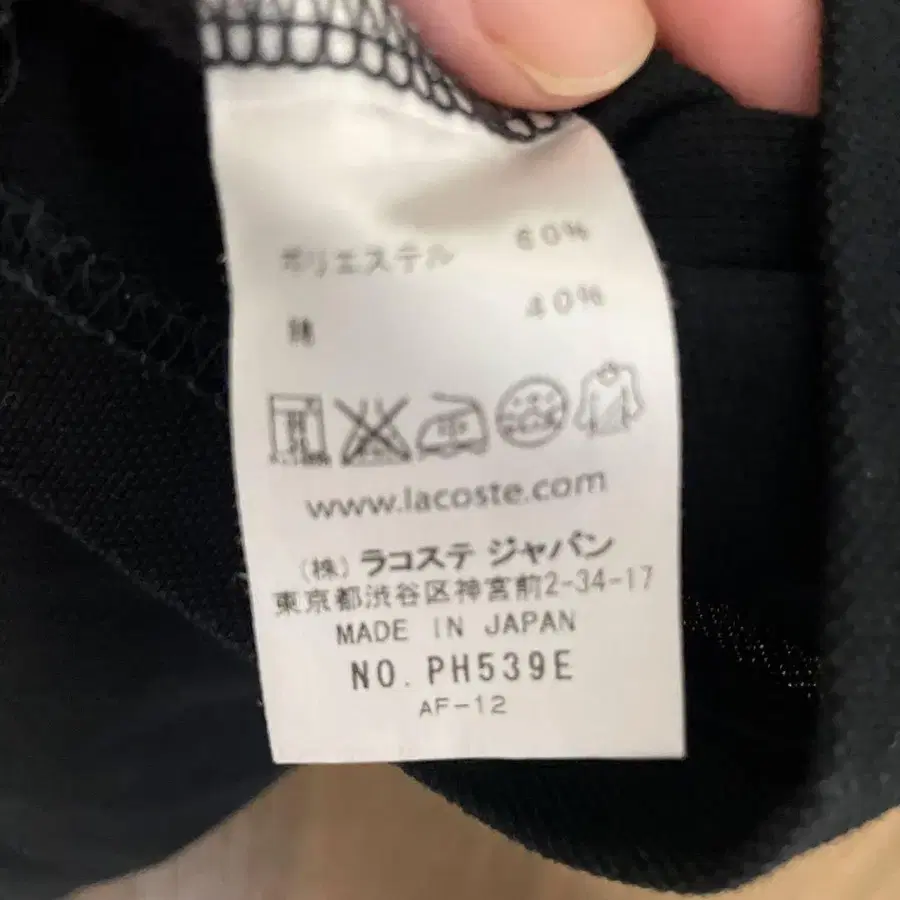 ポリエステル 60%
綿 40%
www.lacoste.com
(株) ラコステ ジャパン
東京都渋谷区神宮前2-34-17
MADE IN JAPAN
NO. PH539E
AF-12